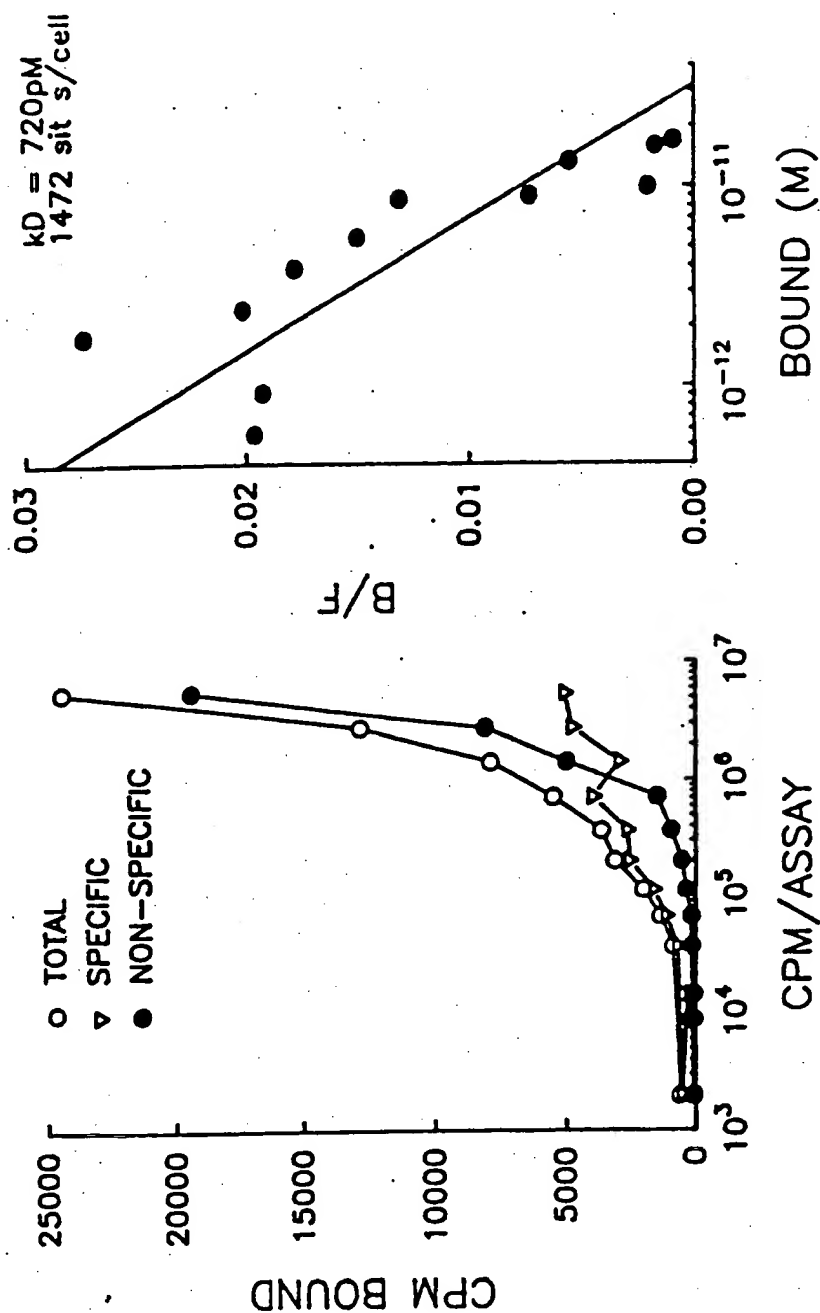 CPM BOUND
25000
20000
15000
10000
5000
0
○ TOTAL
▽ SPECIFIC
● NON-SPECIFIC
10³
10⁴
10⁵
10⁶
10⁷
CPM/ASSAY
B/F
0.03
0.02
0.01
0.00
kD = 720pM
1472 sit s/cell
10⁻¹²
10⁻¹¹
BOUND (M)